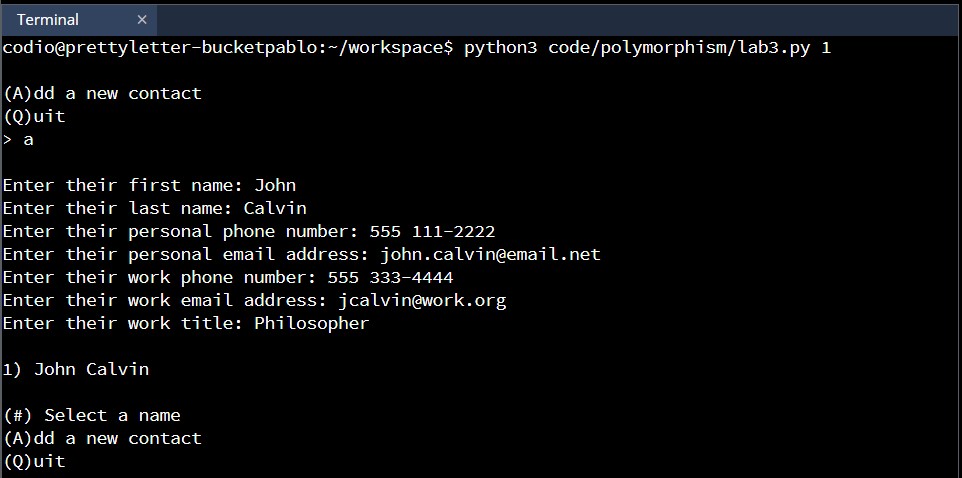 Terminal ×
codio@prettyletter-bucketpablo:~/workspace$ python3 code/polymorphism/lab3.py 1
(A)dd a new contact
(Q)uit
> a
Enter their first name: John
Enter their last name: Calvin
Enter their personal phone number: 555 111-2222
Enter their personal email address: john.calvin@email.net
Enter their work phone number: 555 333-4444
Enter their work email address: jcalvin@work.org
Enter their work title: Philosopher
1) John Calvin
(#) Select a name
(A)dd a new contact
(Q)uit